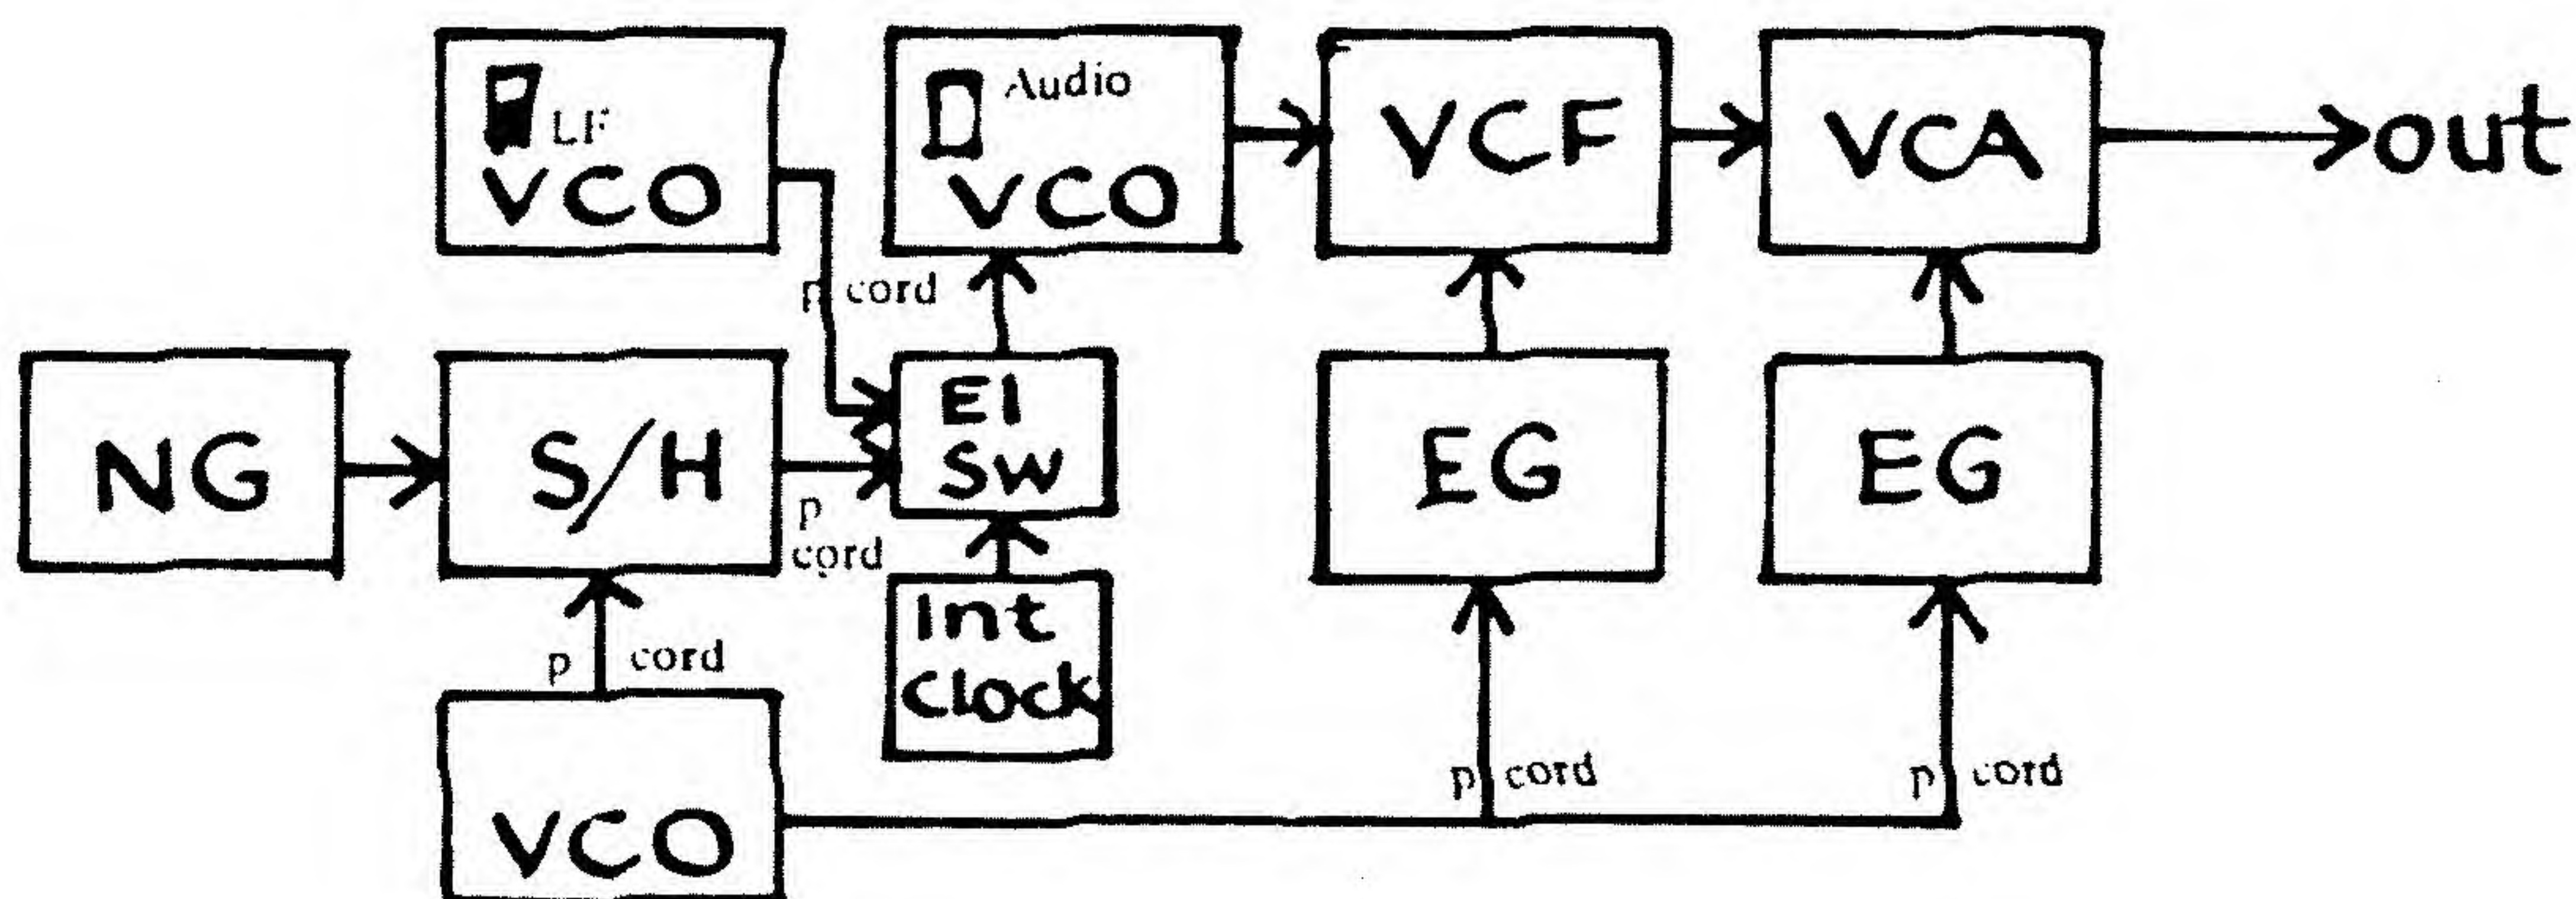 LF
VCO
Audio
VCO
VCF
VCA
out
p cord
NG
S/H
El
SW
EG
EG
p
cord
Int
Clock
p cord
VCO
p cord
p cord